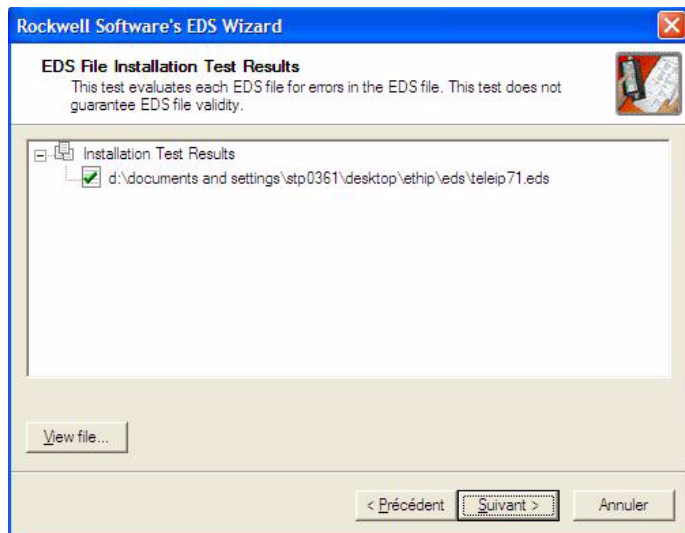 Rockwell Software's EDS Wizard
EDS File Installation Test Results
This test evaluates each EDS file for errors in the EDS file. This test does not
guarantee EDS file validity.
Installation Test Results
d:\documents and settings\stp0361\desktop\ethip\eds\teleip71.eds
View file...
< Précédent
Suivant >
Annuler